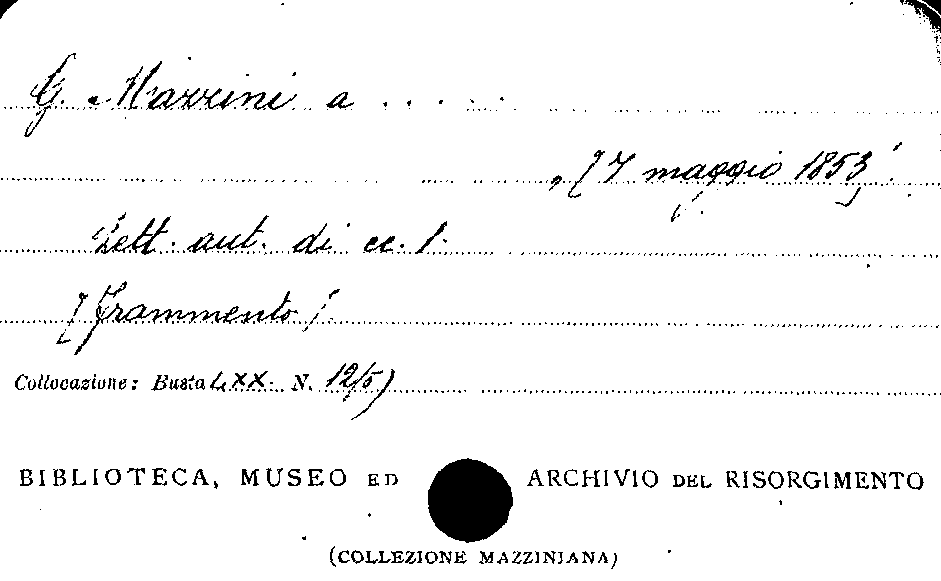 G. Mazzini a . . . . .
[7 maggio 1853].
Lett. aut. di cc. 1.
[Frammento].
Collocazione: Busta LXX. N. 12/5)
BIBLIOTECA, MUSEO ED ARCHIVIO DEL RISORGIMENTO
(COLLEZIONE MAZZINIANA)